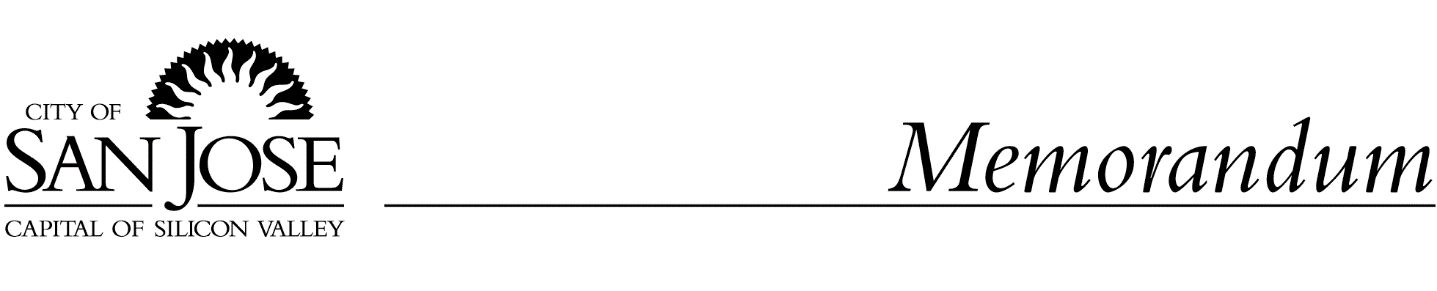 CITY OF
SAN JOSE
CAPITAL OF SILICON VALLEY
Memorandum